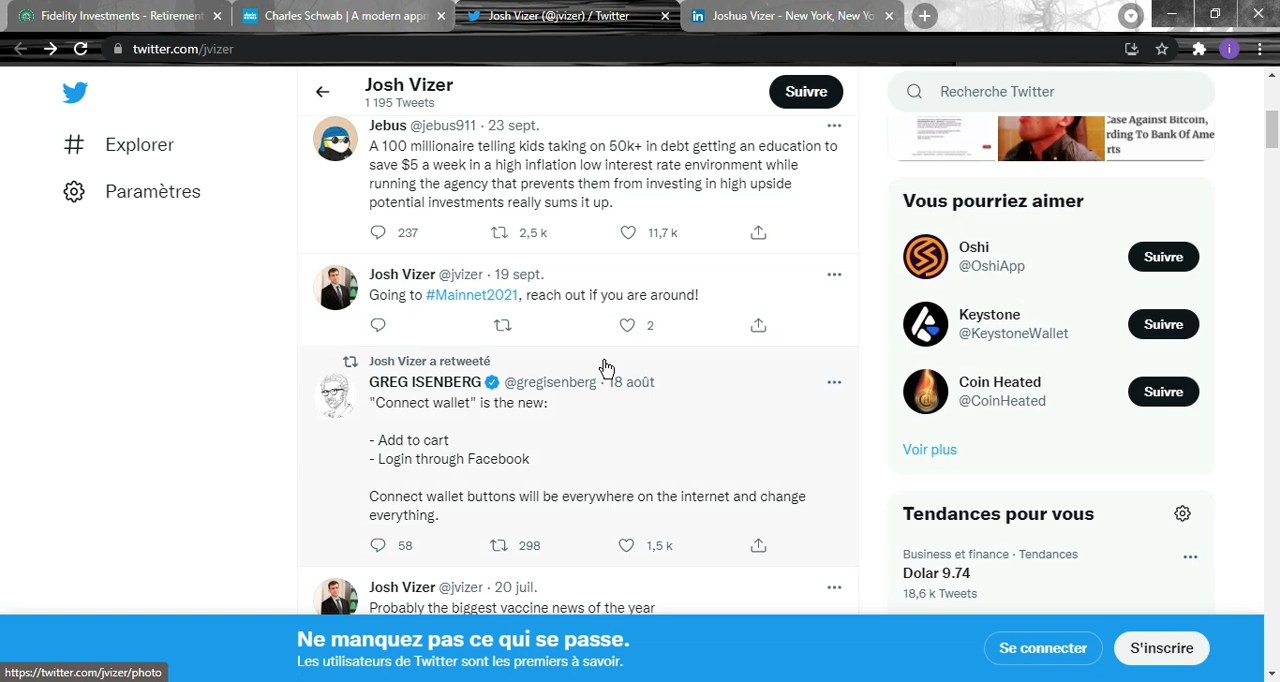 Fidelity Investments - Retirement
Charles Schwab | A modern appr
Josh Vizer (@jvizer) / Twitter
Joshua Vizer - New York, New Yo
twitter.com/jvizer
Josh Vizer
1 195 Tweets
Suivre
Recherche Twitter
Explorer
Paramètres
Jebus @jebus911 · 23 sept.
A 100 millionaire telling kids taking on 50k+ in debt getting an education to
save $5 a week in a high inflation low interest rate environment while
running the agency that prevents them from investing in high upside
potential investments really sums it up.
237 2,5 k 11,7 k
Josh Vizer @jvizer · 19 sept.
Going to #Mainnet2021, reach out if you are around!
2
Josh Vizer a retweeté
GREG ISENBERG @gregisenberg · 18 août
"Connect wallet" is the new:
- Add to cart
- Login through Facebook
Connect wallet buttons will be everywhere on the internet and change
everything.
58 298 1,5 k
Josh Vizer @jvizer · 20 juil.
Probably the biggest vaccine news of the year
ase Against Bitcoin,
rding To Bank Of Ame
rts
Vous pourriez aimer
Oshi
@OshiApp
Suivre
Keystone
@KeystoneWallet
Suivre
Coin Heated
@CoinHeated
Suivre
Voir plus
Tendances pour vous
Business et finance · Tendances
Dolar 9.74
18,6 k Tweets
Ne manquez pas ce qui se passe.
Les utilisateurs de Twitter sont les premiers à savoir.
Se connecter
S'inscrire
https://twitter.com/jvizer/photo